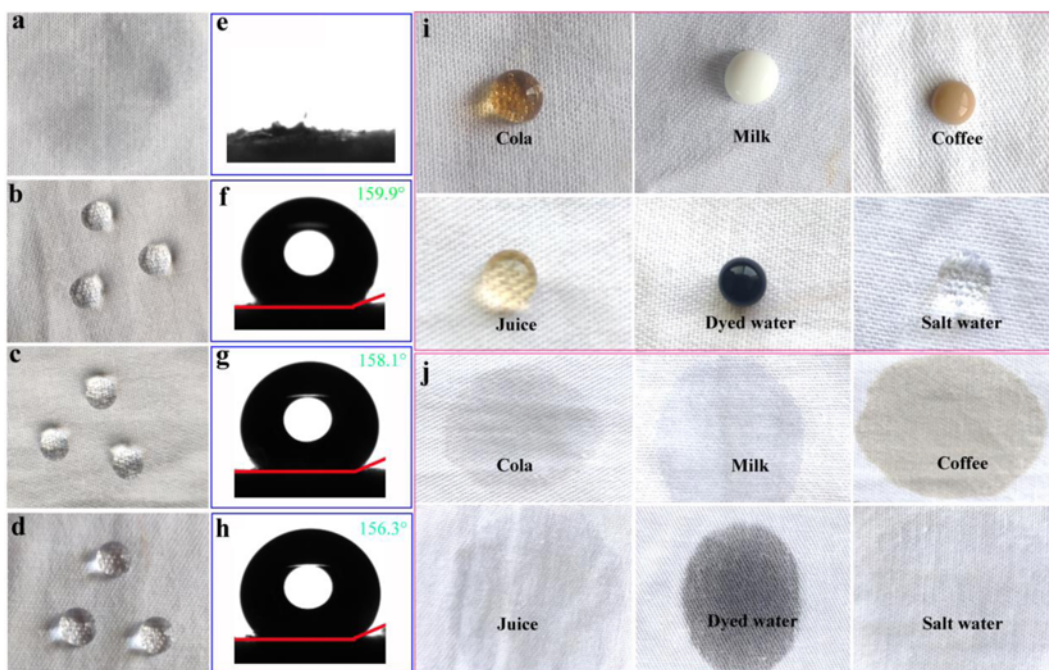 a
e
i
Cola
Milk
Coffee
b
f
159.9°
Juice
Dyed water
Salt water
c
g
158.1°
j
Cola
Milk
Coffee
d
h
156.3°
Juice
Dyed water
Salt water